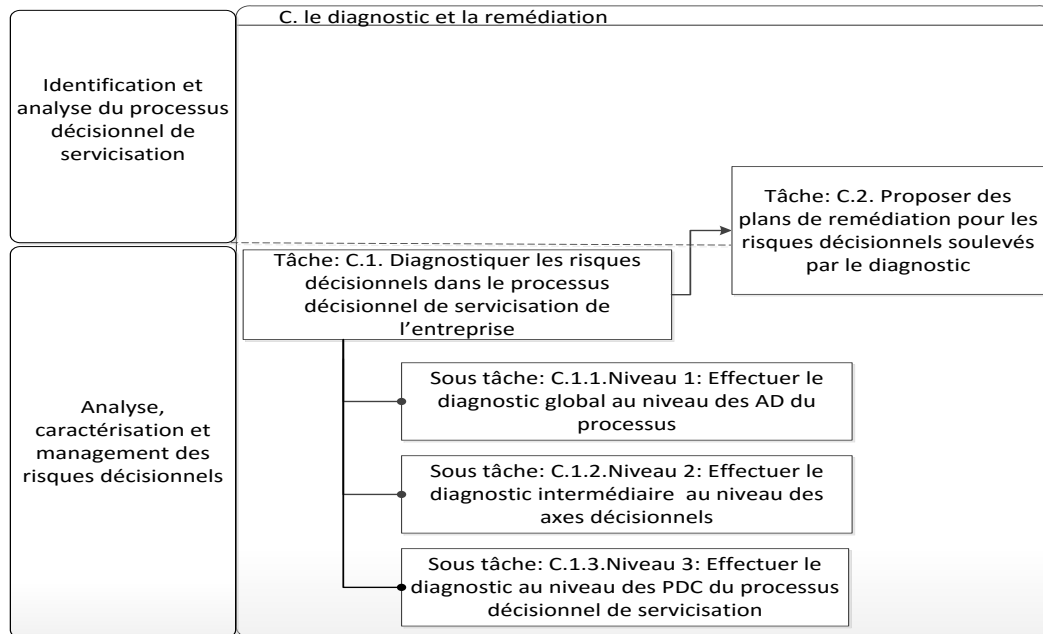 C. le diagnostic et la remédiation
Identification et
analyse du processus
décisionnel de
servicisation
Tâche: C.2. Proposer des
plans de remédiation pour les
risques décisionnels soulevés
par le diagnostic
Tâche: C.1. Diagnostiquer les risques
décisionnels dans le processus
décisionnel de servicisation de
l’entreprise
Analyse,
caractérisation et
management des
risques décisionnels
Sous tâche: C.1.1.Niveau 1: Effectuer le
diagnostic global au niveau des AD du
processus
Sous tâche: C.1.2.Niveau 2: Effectuer le
diagnostic intermédiaire  au niveau des
axes décisionnels
Sous tâche: C.1.3.Niveau 3: Effectuer le
diagnostic au niveau des PDC du processus
décisionnel de servicisation